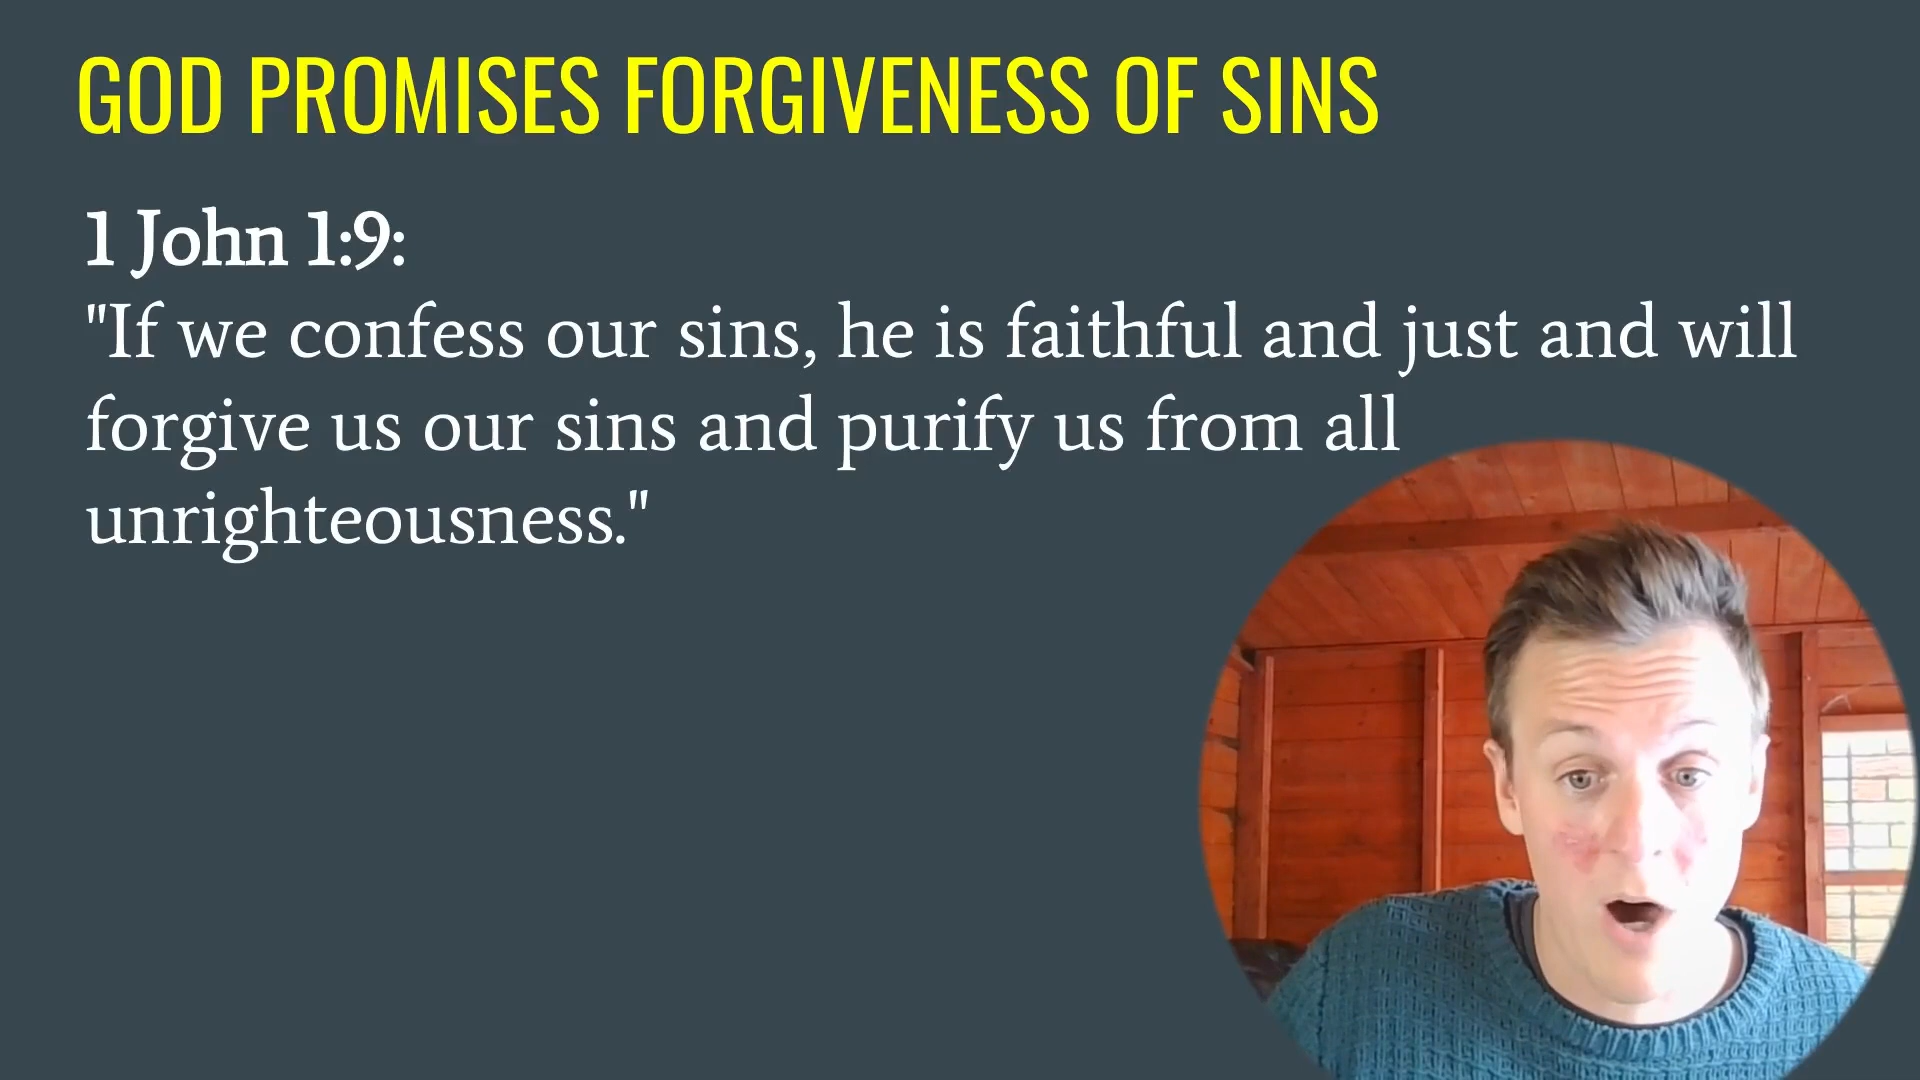 GOD PROMISES FORGIVENESS OF SINS
1 John 1:9:
"If we confess our sins, he is faithful and just and will
forgive us our sins and purify us from all
unrighteousness."